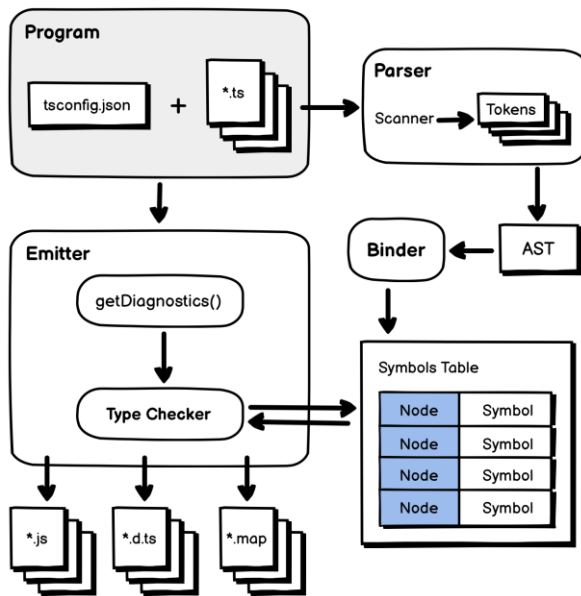 Program
tsconfig.json
+
*.ts
Parser
Scanner
Tokens
AST
Binder
Emitter
getDiagnostics()
Type Checker
Symbols Table
Node Symbol
Node Symbol
Node Symbol
Node Symbol
*.js
*.d.ts
*.map